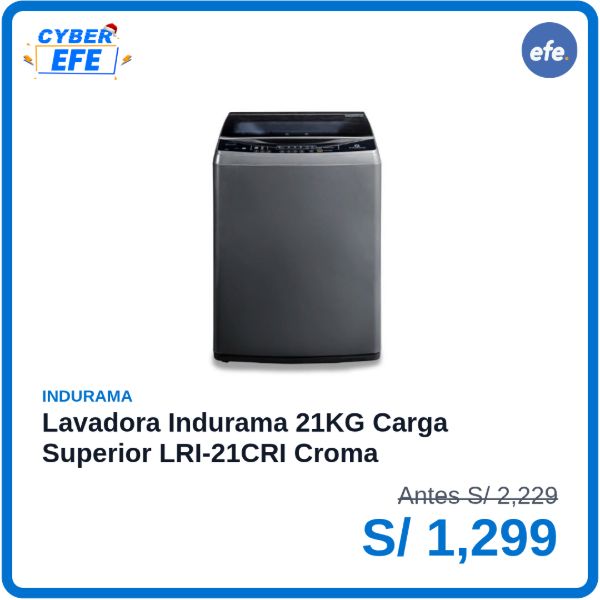 CYBER
EFE
efe.
INDURAMA
Lavadora Indurama 21KG Carga
Superior LRI-21CRI Croma
Antes S/ 2,229
S/ 1,299